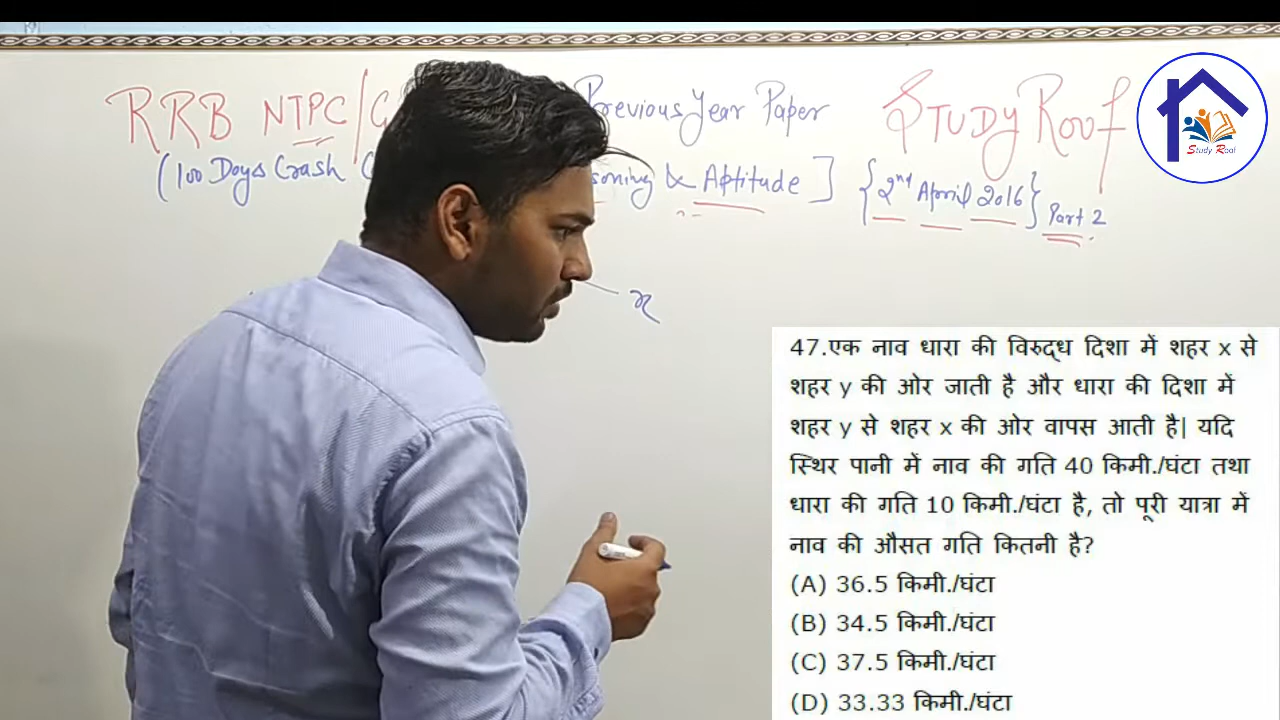 RRB NTPC/G Previous Year Paper STUDY ROOF
(100 Days Crash C soning & Aptitude ] {2nd April 2016} Part 2
Study Roof
x
47.एक नाव धारा की विरुद्ध दिशा में शहर x से
शहर y की ओर जाती है और धारा की दिशा में
शहर y से शहर x की ओर वापस आती है| यदि
स्थिर पानी में नाव की गति 40 किमी./घंटा तथा
धारा की गति 10 किमी./घंटा है, तो पूरी यात्रा में
नाव की औसत गति कितनी है?
(A) 36.5 किमी./घंटा
(B) 34.5 किमी./घंटा
(C) 37.5 किमी./घंटा
(D) 33.33 किमी./घंटा